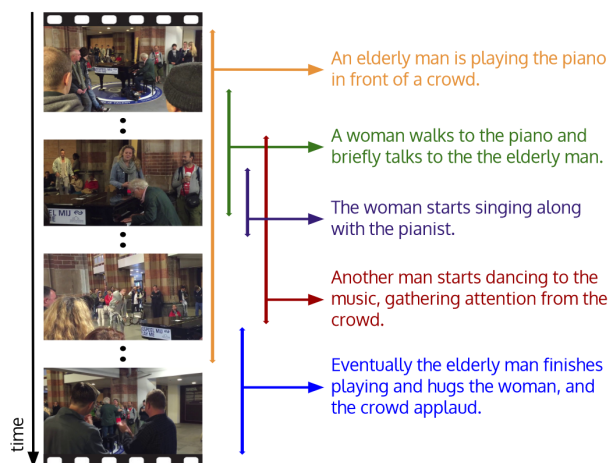 An elderly man is playing the piano
in front of a crowd.
A woman walks to the piano and
briefly talks to the the elderly man.
The woman starts singing along
with the pianist.
Another man starts dancing to the
music, gathering attention from the
crowd.
Eventually the elderly man finishes
playing and hugs the woman, and
the crowd applaud.
time
SPEEL MIJ